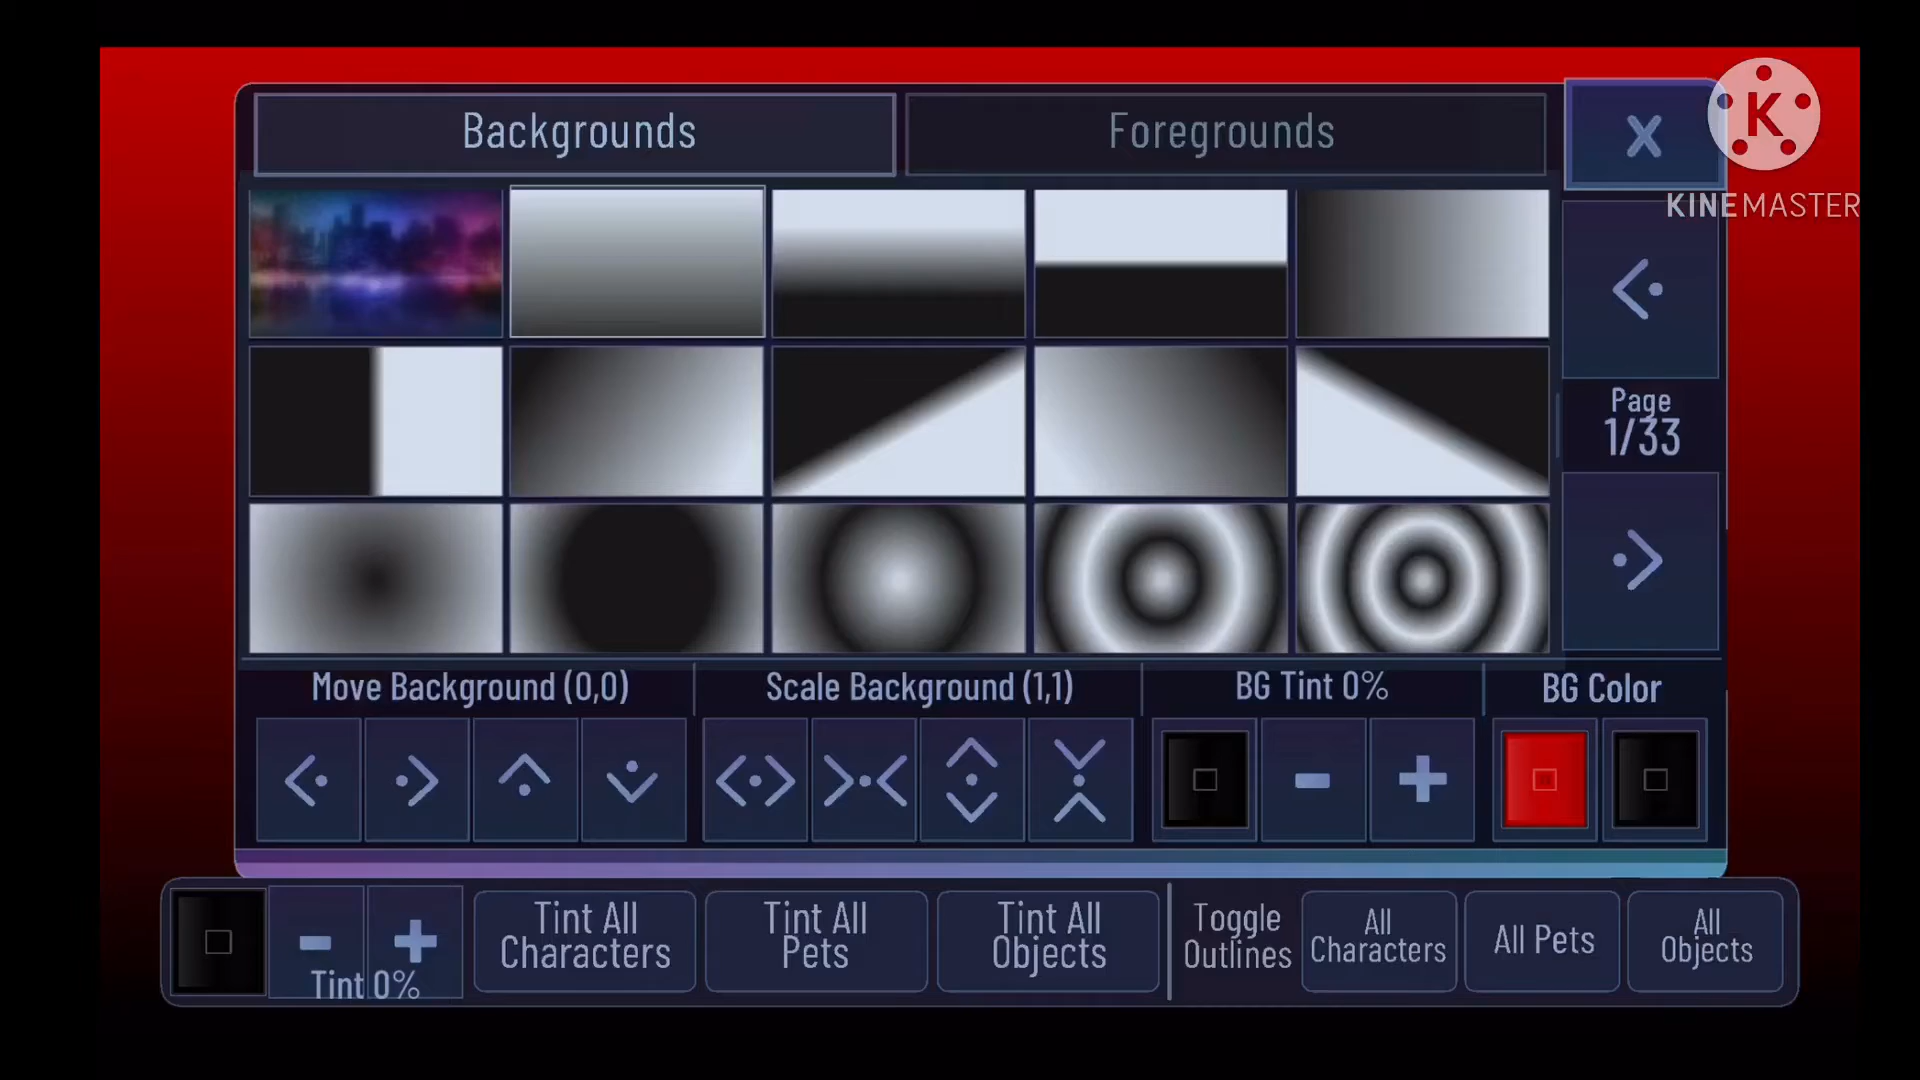 Backgrounds
Foregrounds
X
K
KINEMASTER
Page
1/33
Move Background (0,0)
Scale Background (1,1)
BG Tint 0%
BG Color
Tint 0%
Tint All
Characters
Tint All
Pets
Tint All
Objects
Toggle
Outlines
All
Characters
All Pets
All
Objects